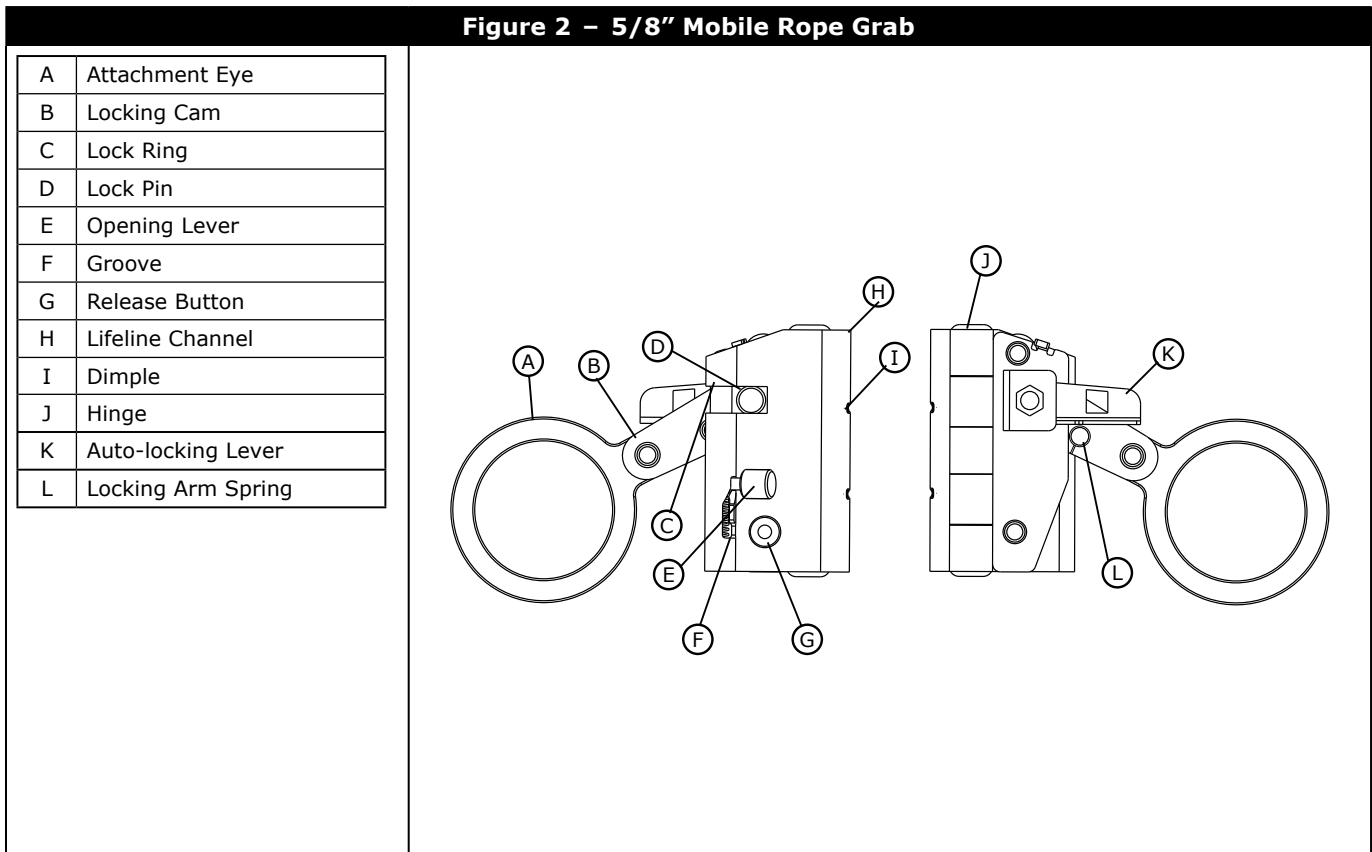 Figure 2 – 5/8” Mobile Rope Grab
A Attachment Eye
B Locking Cam
C Lock Ring
D Lock Pin
E Opening Lever
F Groove
G Release Button
H Lifeline Channel
I Dimple
J Hinge
K Auto-locking Lever
L Locking Arm Spring
J
H
D
I
A
B
K
C
E
L
F
G